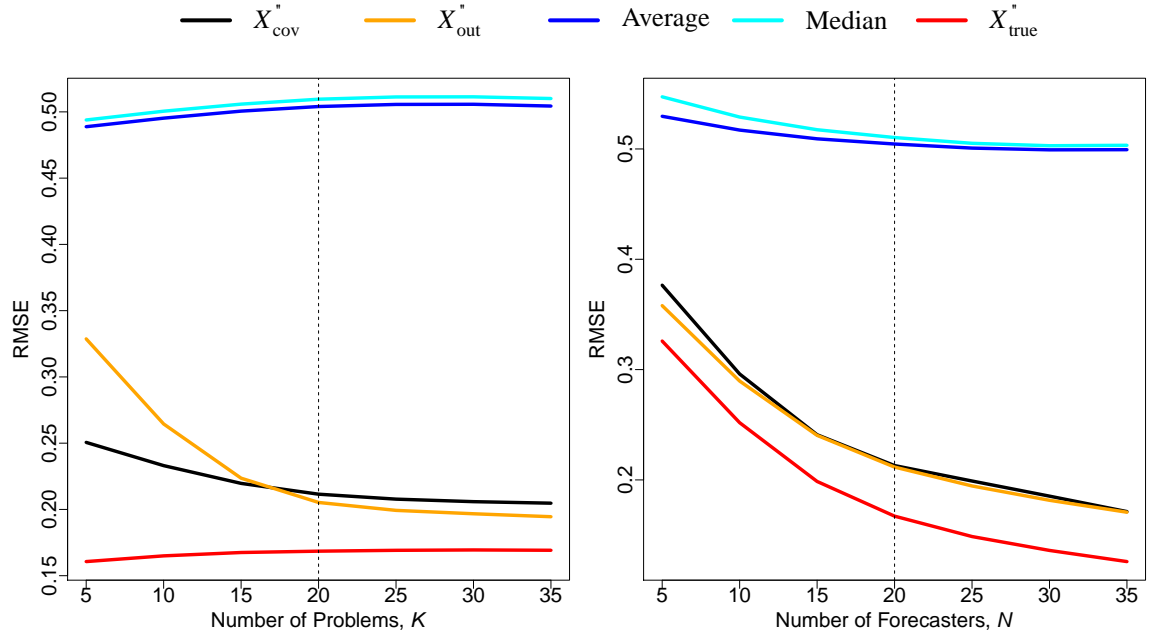 X"cov X"out Average Median X"true
RMSE
0.50
0.45
0.40
0.35
0.30
0.25
0.20
0.15
5 10 15 20 25 30 35
Number of Problems, K
RMSE
0.5
0.4
0.3
0.2
5 10 15 20 25 30 35
Number of Forecasters, N